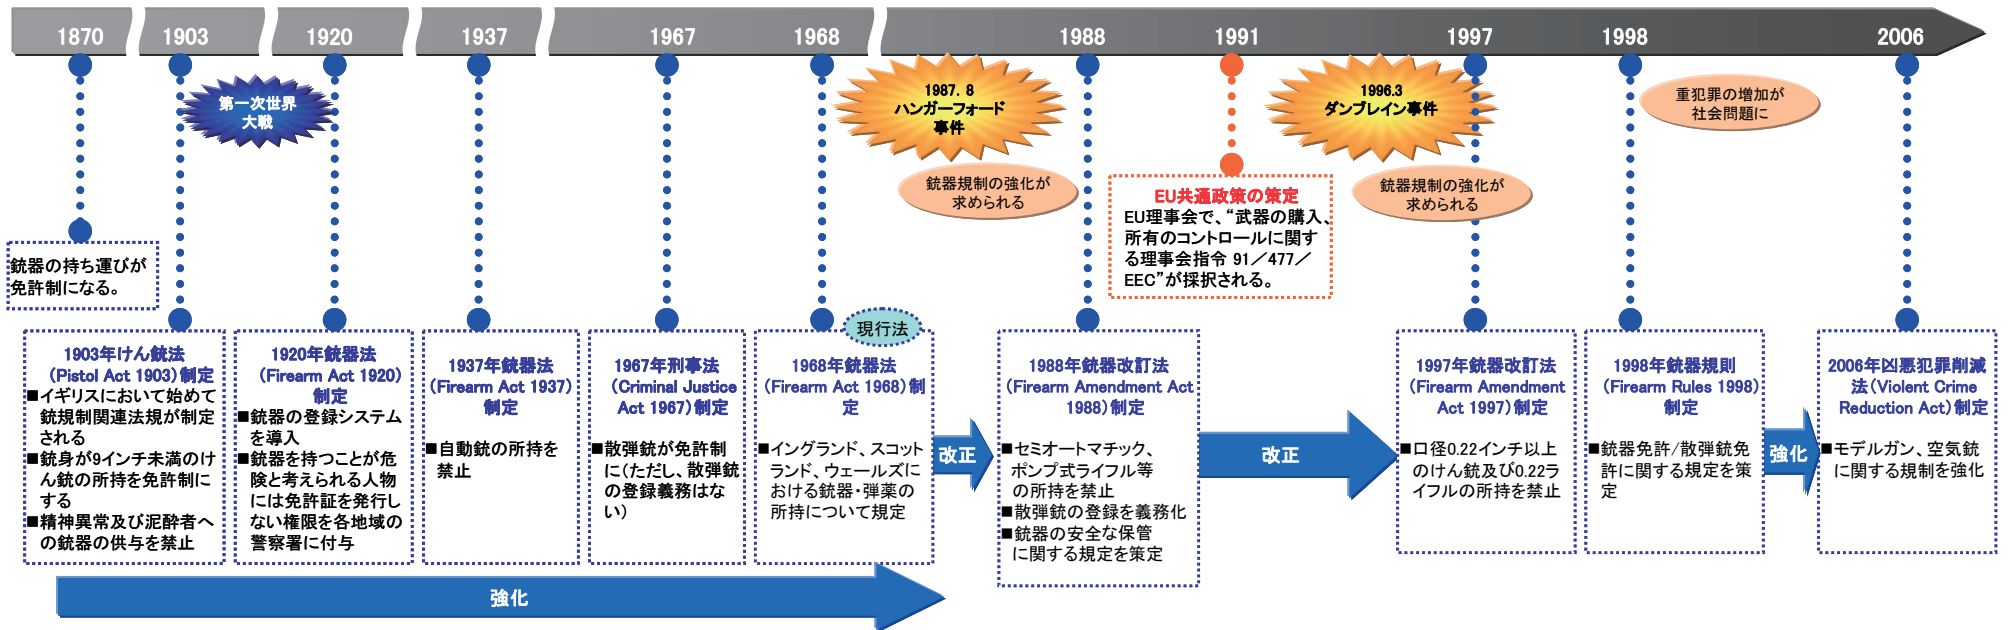 1870
1903
1920
1937
1967
1968
1988
1991
1997
1998
2006
第一次世界
大戦
1987. 8
ハンガーフォード
事件
1996.3
ダンブレイン事件
重犯罪の増加が
社会問題に
銃器規制の強化が
求められる
銃器規制の強化が
求められる
EU共通政策の策定
EU理事会で、“武器の購入、
所有のコントロールに関す
る理事会指令 91／477／
EEC”が採択される。
銃器の持ち運びが
免許制になる。
1903年けん銃法
（Pistol Act 1903）制定
■イギリスにおいて始めて
銃規制関連法規が制定
される
■銃身が9インチ未満のけ
ん銃の所持を免許制に
する
■精神異常及び泥酔者へ
の銃器の供与を禁止
1920年銃器法
（Firearm Act 1920）
制定
■銃器の登録システム
を導入
■銃器を持つことが危
険と考えられる人物
には免許証を発行し
ない権限を各地域の
警察署に付与
1937年銃器法
（Firearm Act 1937）
制定
■自動銃の所持を
禁止
1967年刑事法
（Criminal Justice
Act 1967）制定
■散弾銃が免許制
に（ただし、散弾銃
の登録義務はな
い）
現行法
1968年銃器法
（Firearm Act 1968）制
定
■イングランド、スコット
ランド、ウェールズに
おける銃器・弾薬の
所持について規定
改正
1988年銃器改訂法
（Firearm Amendment Act
1988）制定
■セミオートマチック、
ポンプ式ライフル等
の所持を禁止
■散弾銃の登録を義務化
■銃器の安全な保管
に関する規定を策定
改正
1997年銃器改訂法
（Firearm Amendment
Act 1997）制定
■口径0.22インチ以上
のけん銃及び0.22ラ
イフルの所持を禁止
1998年銃器規則
（Firearm Rules 1998）
制定
■銃器免許/散弾銃免
許に関する規定を策
定
強化
2006年凶悪犯罪削減
法（Violent Crime
Reduction Act）制定
■モデルガン、空気銃
に関する規制を強化
強化